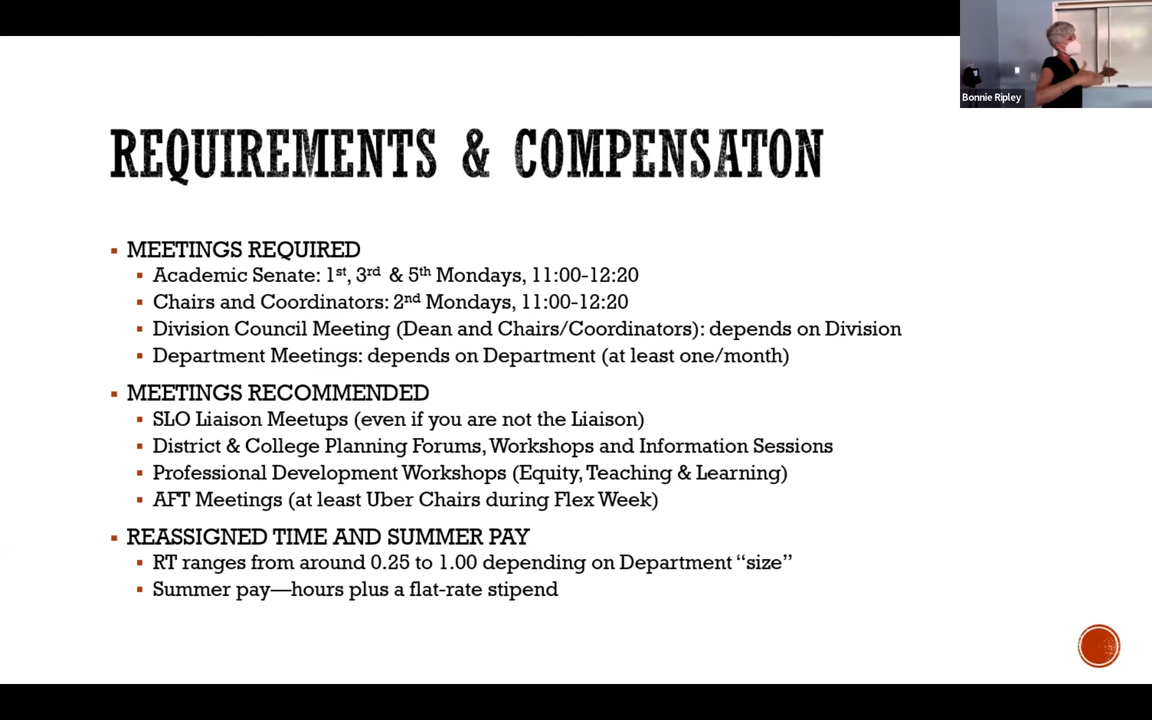 Bonnie Ripley
REQUIREMENTS & COMPENSATON
▪ MEETINGS REQUIRED
▪ Academic Senate: 1st, 3rd & 5th Mondays, 11:00-12:20
▪ Chairs and Coordinators: 2nd Mondays, 11:00-12:20
▪ Division Council Meeting (Dean and Chairs/Coordinators): depends on Division
▪ Department Meetings: depends on Department (at least one/month)
▪ MEETINGS RECOMMENDED
▪ SLO Liaison Meetups (even if you are not the Liaison)
▪ District & College Planning Forums, Workshops and Information Sessions
▪ Professional Development Workshops (Equity, Teaching & Learning)
▪ AFT Meetings (at least Uber Chairs during Flex Week)
▪ REASSIGNED TIME AND SUMMER PAY
▪ RT ranges from around 0.25 to 1.00 depending on Department “size”
▪ Summer pay—hours plus a flat-rate stipend